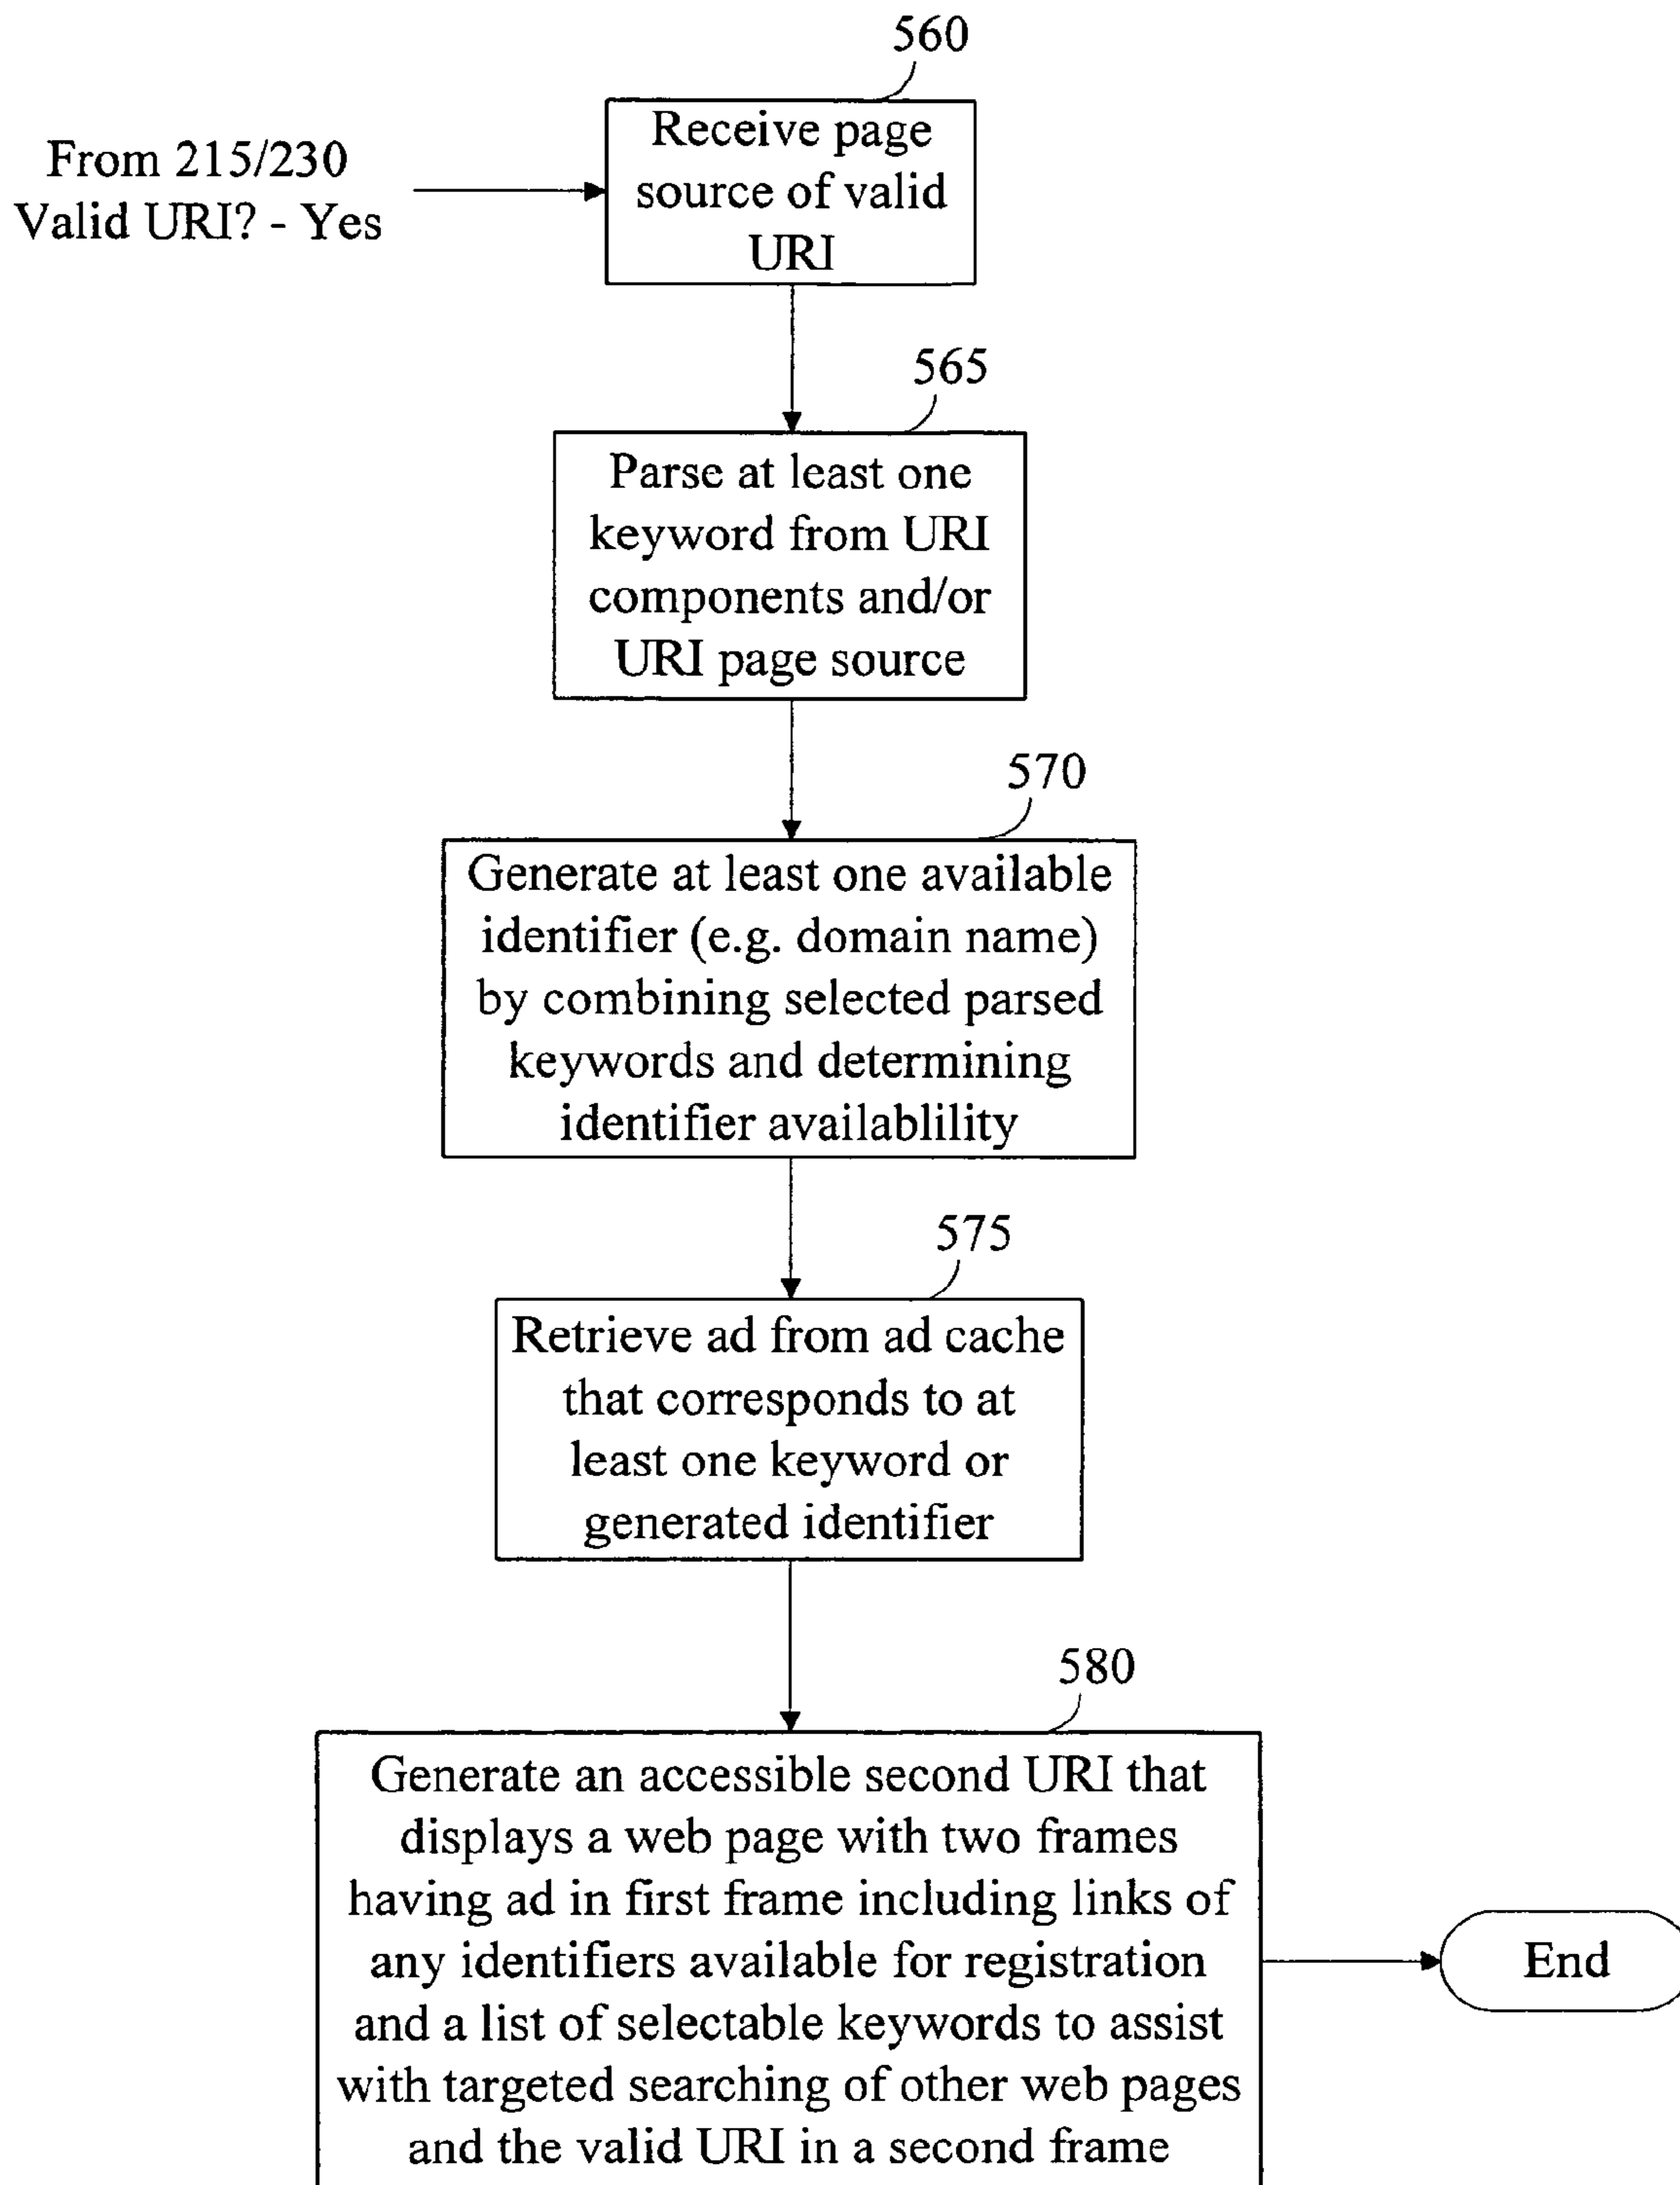 560
Receive page
source of valid
URI
From 215/230
Valid URI? - Yes
565
Parse at least one
keyword from URI
components and/or
URI page source
570
Generate at least one available
identifier (e.g. domain name)
by combining selected parsed
keywords and determining
identifier availablility
575
Retrieve ad from ad cache
that corresponds to at
least one keyword or
generated identifier
580
Generate an accessible second URI that
displays a web page with two frames
having ad in first frame including links of
any identifiers available for registration
and a list of selectable keywords to assist
with targeted searching of other web pages
and the valid URI in a second frame
End